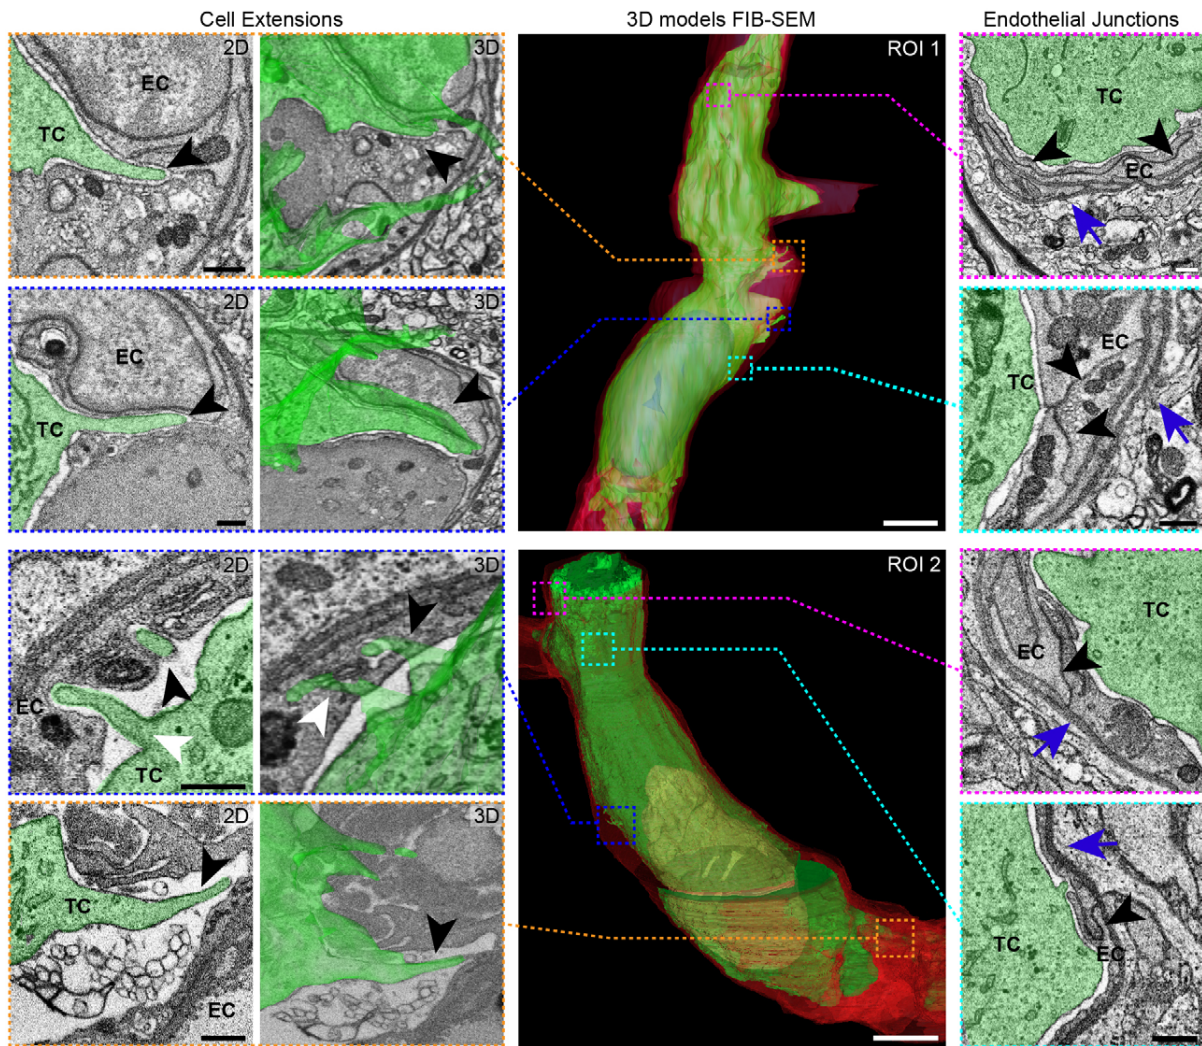 Cell Extensions
3D models FIB-SEM
Endothelial Junctions
2D
EC
TC
3D
ROI 1
TC
EC
2D
EC
TC
3D
EC
TC
2D
EC
TC
3D
ROI 2
TC
EC
2D
TC
EC
3D
TC
EC